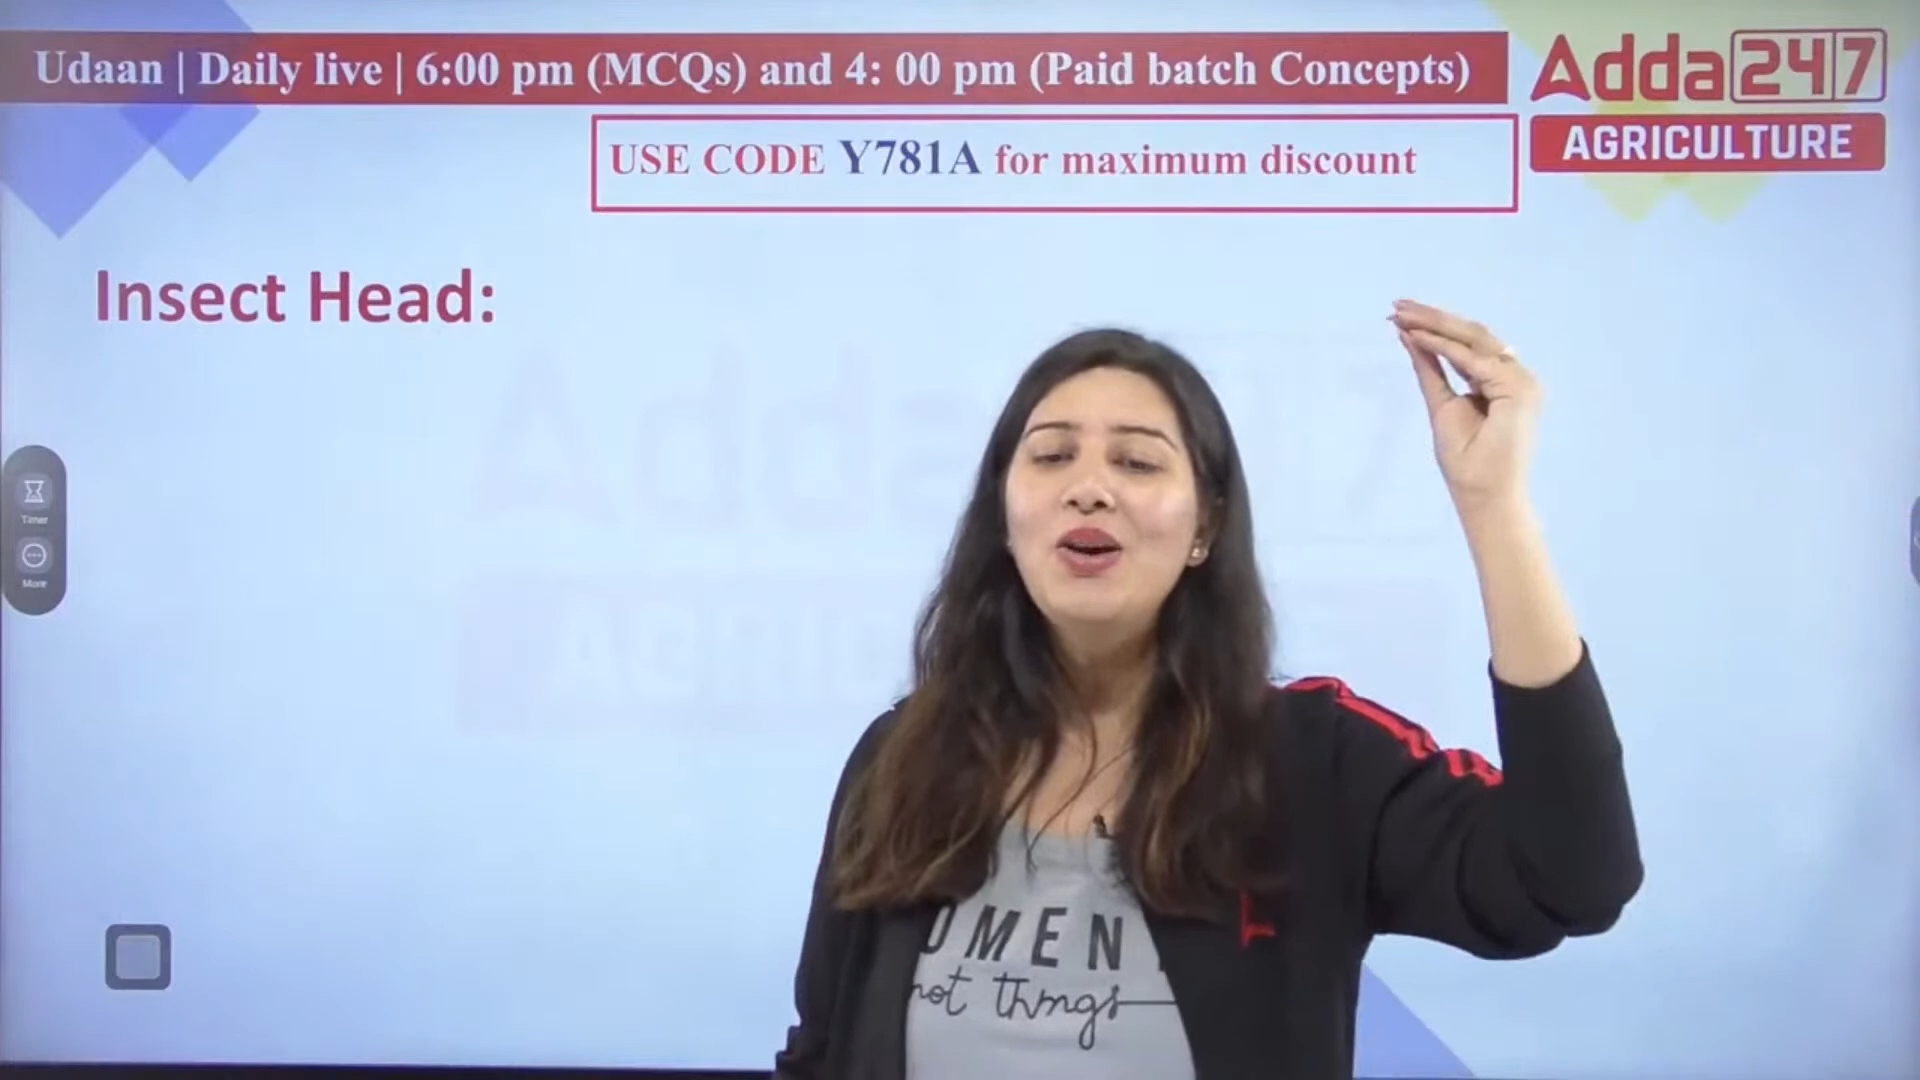 Udaan | Daily live | 6:00 pm (MCQs) and 4: 00 pm (Paid batch Concepts)
Adda247
AGRICULTURE
USE CODE Y781A for maximum discount
Insect Head:
Timer
More
OMEN
not things